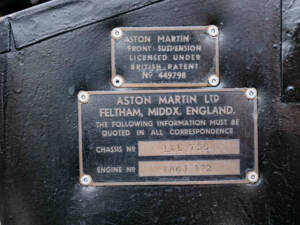 ASTON MARTIN
FRONT SUSPENSION
LICENSED UNDER
BRITISH PATENT
No 449798
ASTON MARTIN LTD
FELTHAM, MIDDX, ENGLAND.
THE FOLLOWING INFORMATION MUST BE
QUOTED IN ALL CORRESPONDENCE
CHASSIS No
ENGINE No